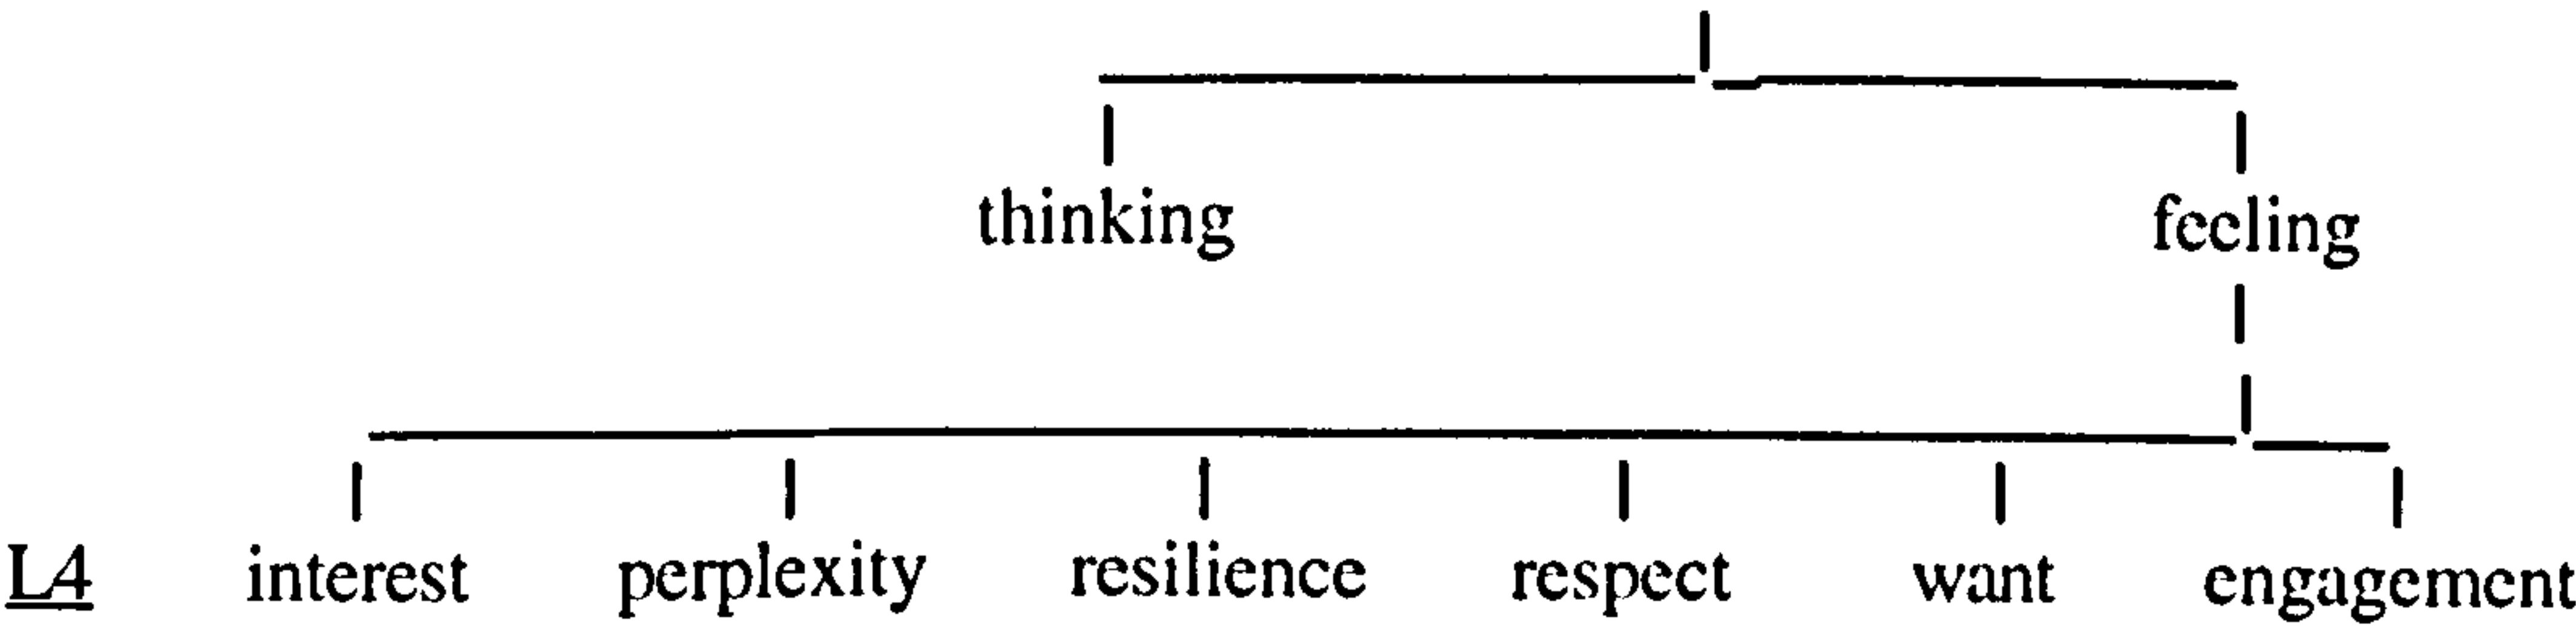 thinking feeling
L4 interest perplexity resilience respect want engagement